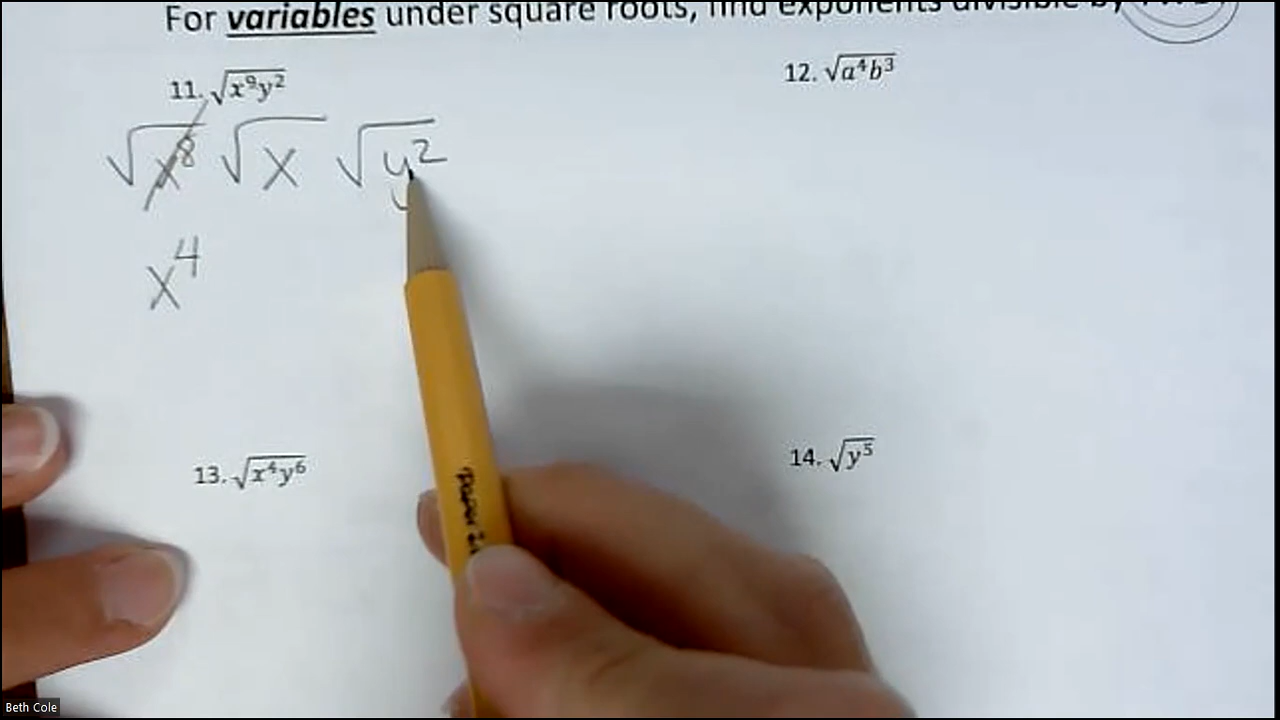 For variables under square roots, find exponents divisible by
11. √x⁹y²
12. √a⁴b³
√x⁸ √x √y²
x⁴
13. √x⁴y⁶
14. √y⁵
Beth Cole